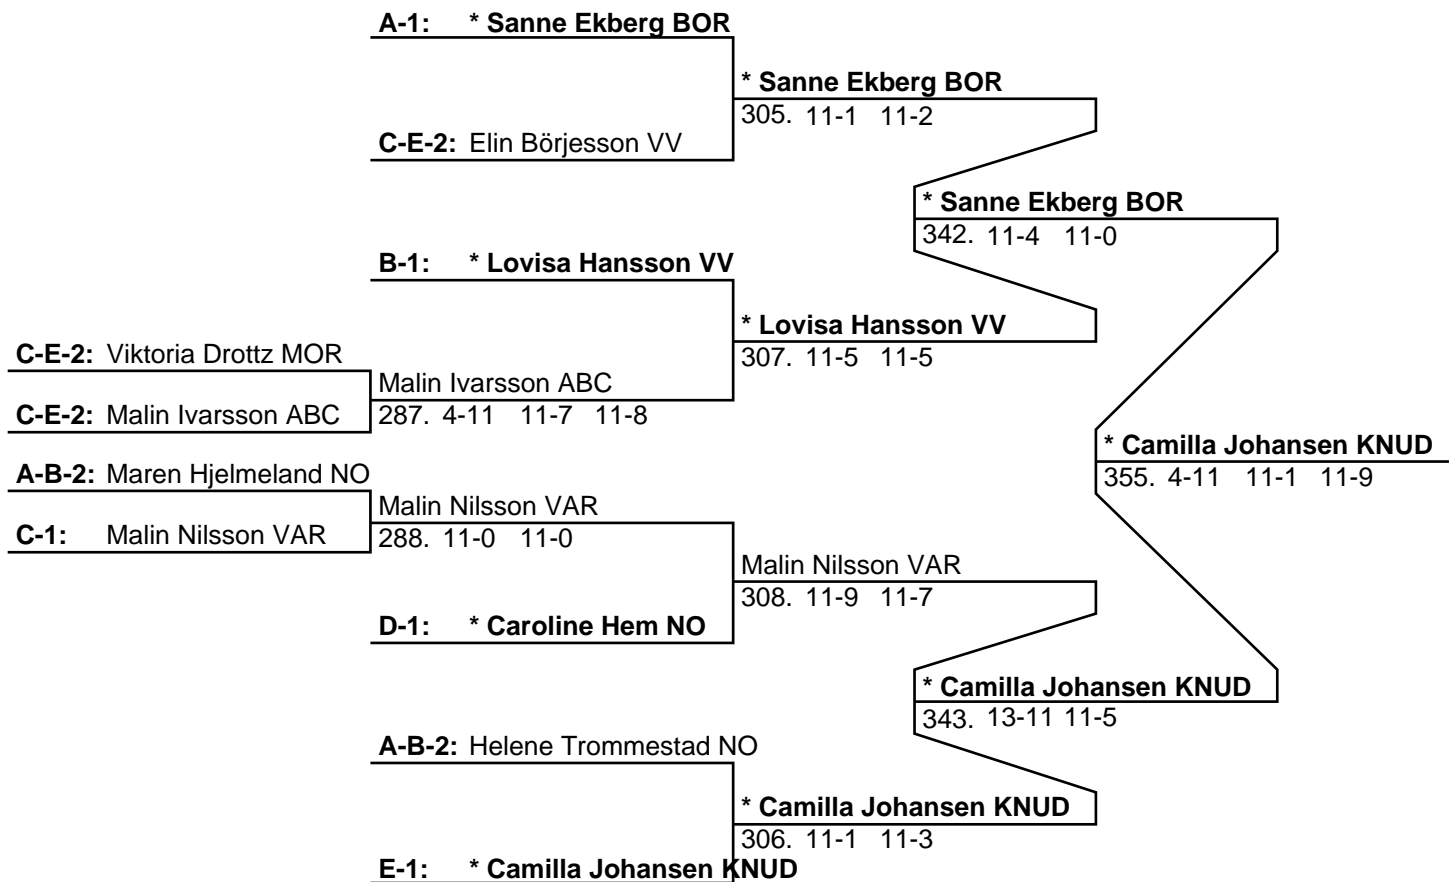 A-1: * Sanne Ekberg BOR
* Sanne Ekberg BOR
305. 11-1 11-2
C-E-2: Elin Börjesson VV
* Sanne Ekberg BOR
342. 11-4 11-0
B-1: * Lovisa Hansson VV
* Lovisa Hansson VV
307. 11-5 11-5
C-E-2: Viktoria Drottz MOR
Malin Ivarsson ABC
287. 4-11 11-7 11-8
C-E-2: Malin Ivarsson ABC
* Camilla Johansen KNUD
355. 4-11 11-1 11-9
A-B-2: Maren Hjelmeland NO
Malin Nilsson VAR
288. 11-0 11-0
C-1: Malin Nilsson VAR
Malin Nilsson VAR
308. 11-9 11-7
D-1: * Caroline Hem NO
* Camilla Johansen KNUD
343. 13-11 11-5
A-B-2: Helene Trommestad NO
* Camilla Johansen KNUD
306. 11-1 11-3
E-1: * Camilla Johansen KNUD